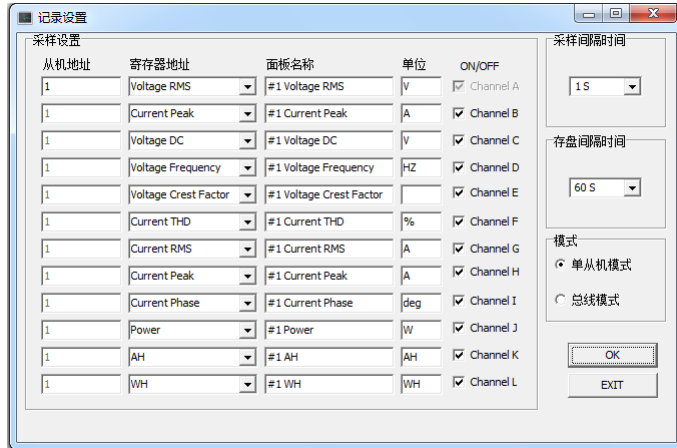 记录设置
采样设置
从机地址 寄存器地址 面板名称 单位 ON/OFF
1 Voltage RMS #1 Voltage RMS V Channel A
1 Current Peak #1 Current Peak A Channel B
1 Voltage DC #1 Voltage DC V Channel C
1 Voltage Frequency #1 Voltage Frequency HZ Channel D
1 Voltage Crest Factor #1 Voltage Crest Factor Channel E
1 Current THD #1 Current THD % Channel F
1 Current RMS #1 Current RMS A Channel G
1 Current Peak #1 Current Peak A Channel H
1 Current Phase #1 Current Phase deg Channel I
1 Power #1 Power W Channel J
1 AH #1 AH AH Channel K
1 WH #1 WH WH Channel L
采样间隔时间
1 S
存盘间隔时间
60 S
模式
单从机模式
总线模式
OK
EXIT